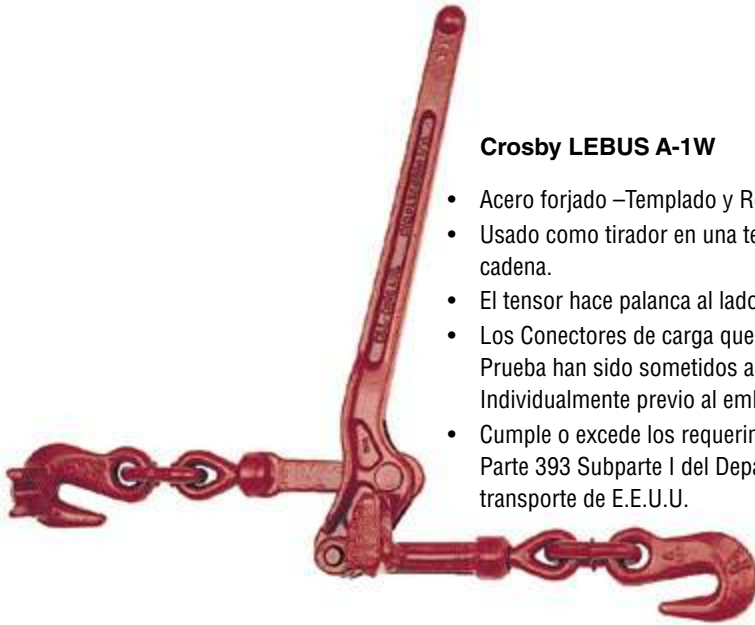 Crosby LEBUS A-1W
• Acero forjado –Templado y R
• Usado como tirador en una te
cadena.
• El tensor hace palanca al lado
• Los Conectores de carga que
Prueba han sido sometidos a
Individualmente previo al eml
• Cumple o excede los requerin
Parte 393 Subparte I del Depa
transporte de E.E.U.U.